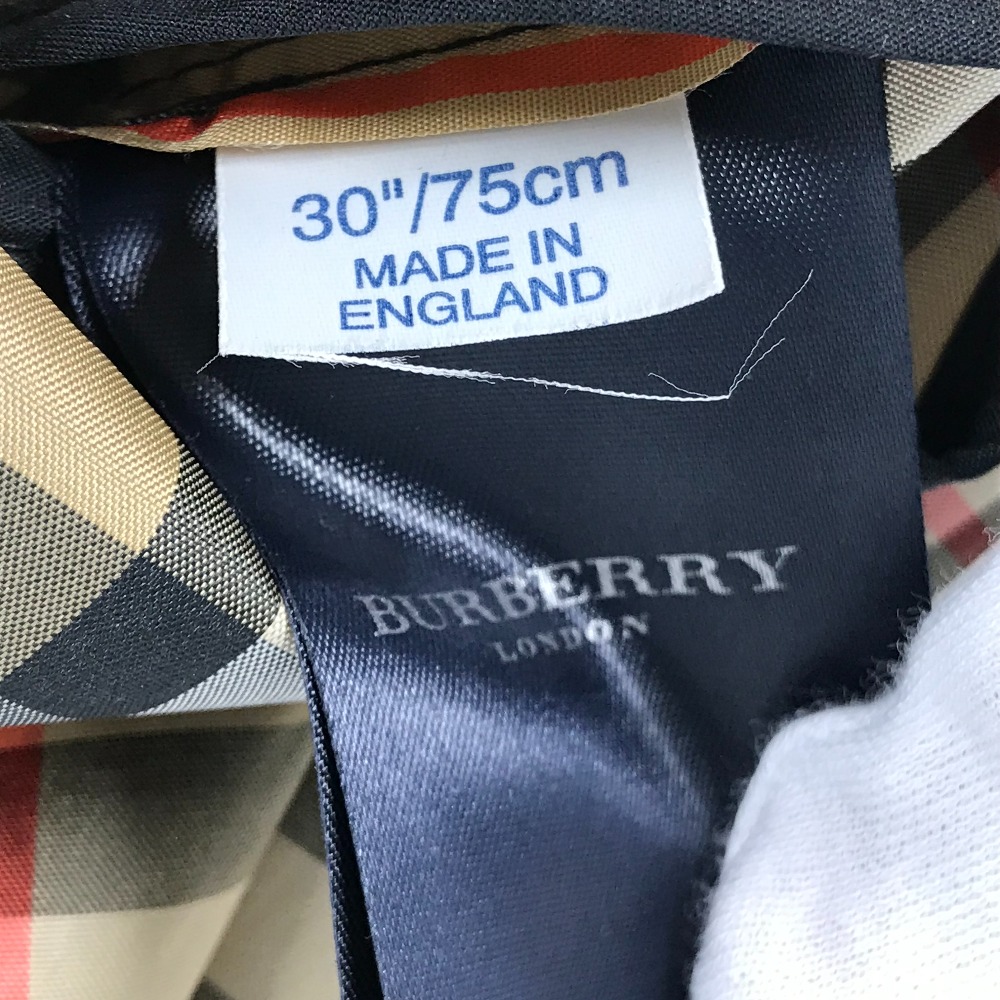 30"/75cm
MADE IN
ENGLAND
BURBERRY
LONDON